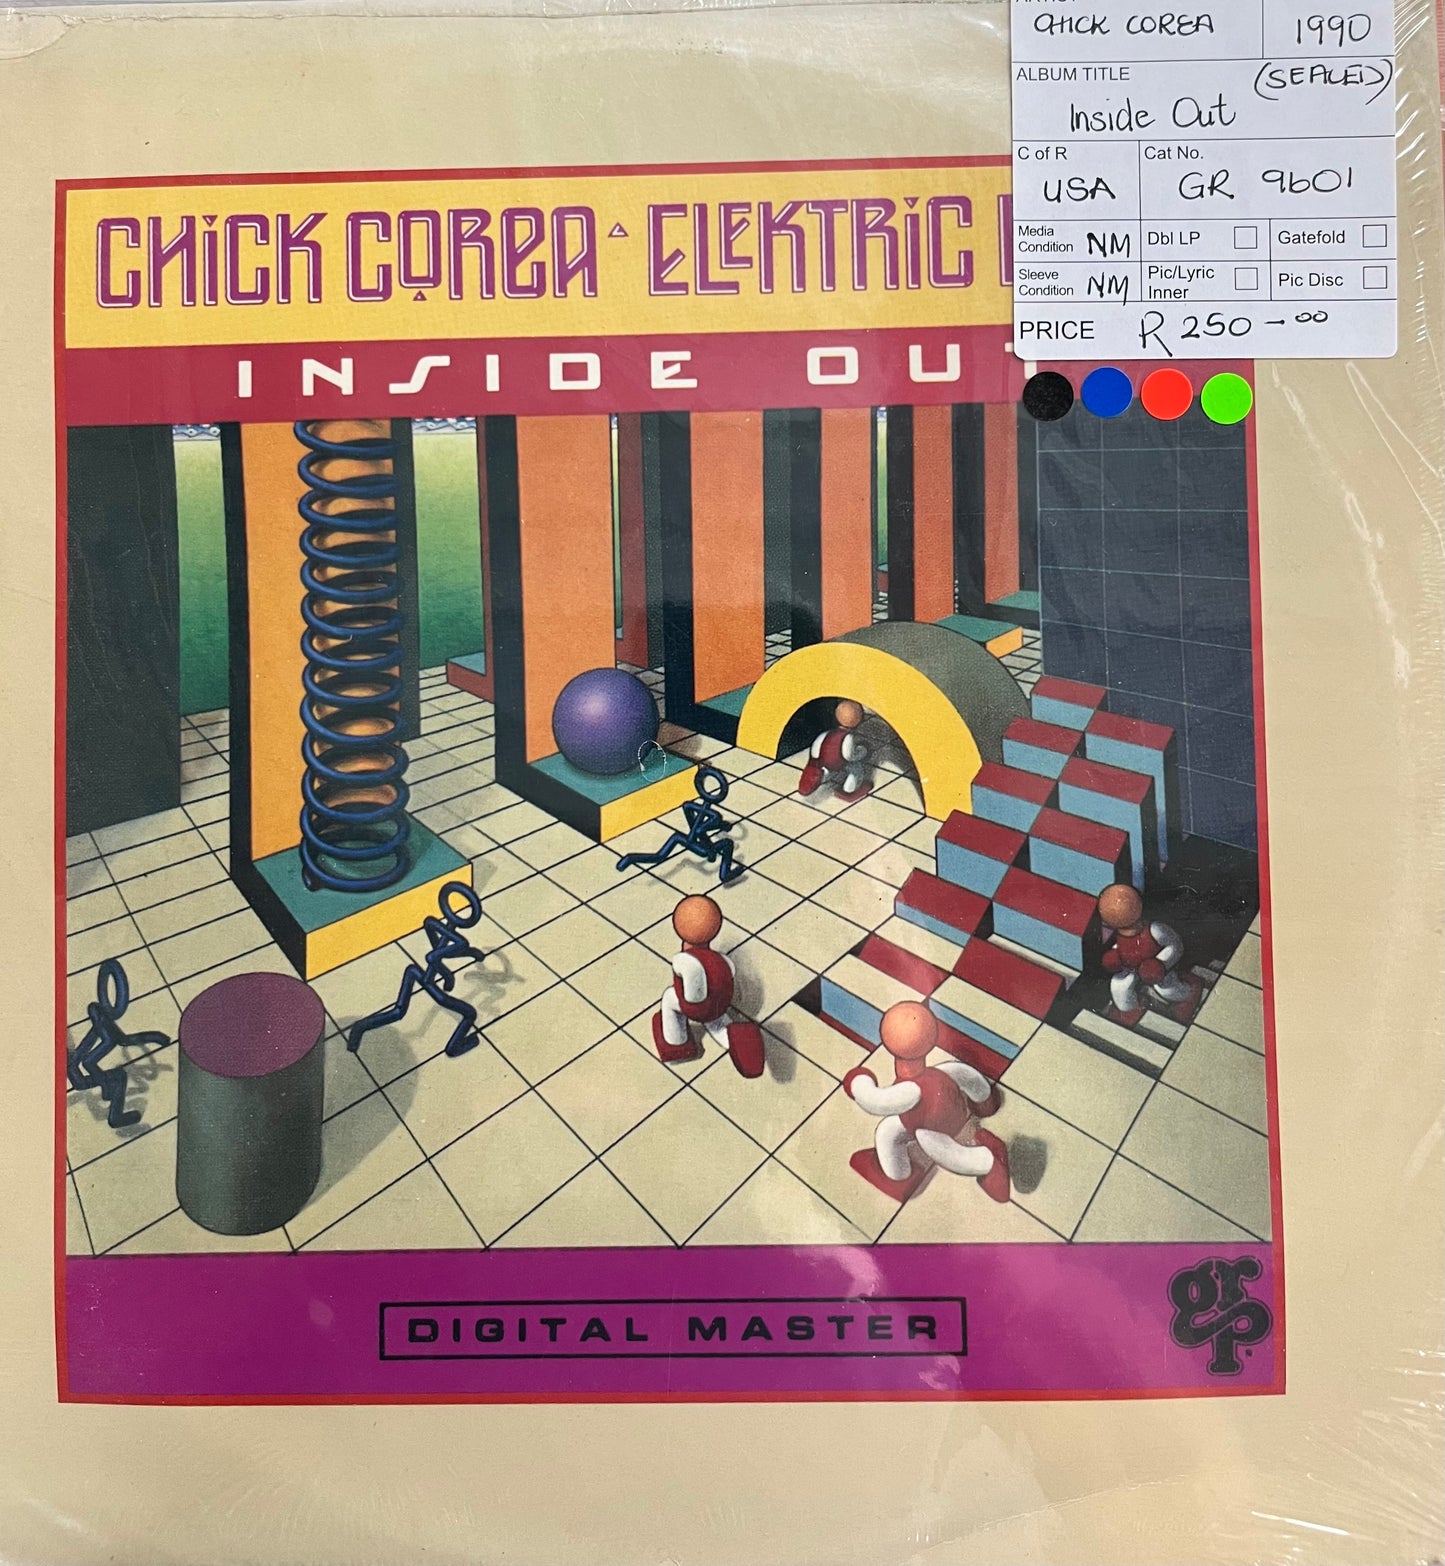 CHICK COREA 1990
ALBUM TITLE (SEALED)
Inside Out
C of R Cat No.
USA GR 9601
Media Condition NM Dbl LP Gatefold
Sleeve Condition NM Pic/Lyric Inner Pic Disc
PRICE R 250 - 00
CHICK COREA ELEKTRIC
INSIDE OUT
DIGITAL MASTER
grp